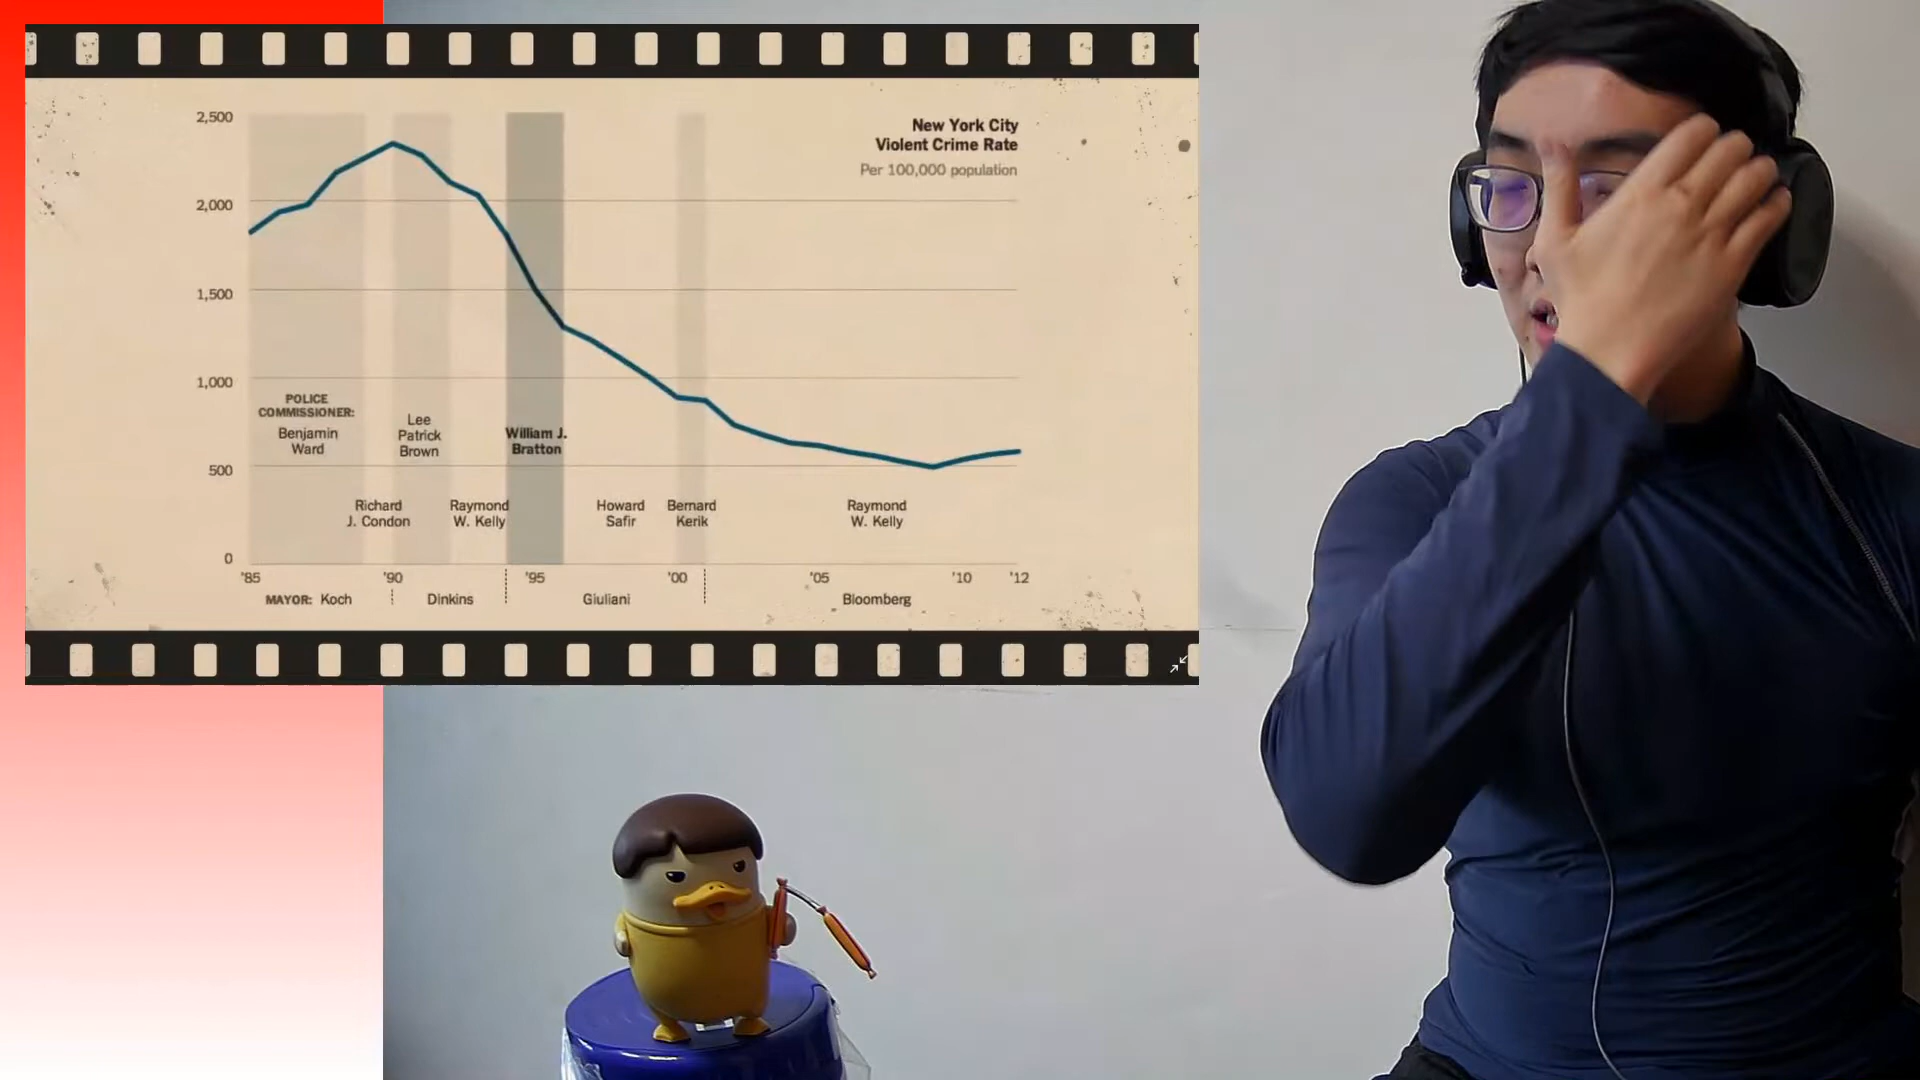 New York City
Violent Crime Rate
Per 100,000 population
2,500
2,000
1,500
1,000
500
0
POLICE
COMMISSIONER:
Benjamin
Ward
Lee
Patrick
Brown
William J.
Bratton
Richard
J. Condon
Raymond
W. Kelly
Howard
Safir
Bernard
Kerik
Raymond
W. Kelly
'85 '90 '95 '00 '05 '10 '12
MAYOR: Koch Dinkins Giuliani Bloomberg